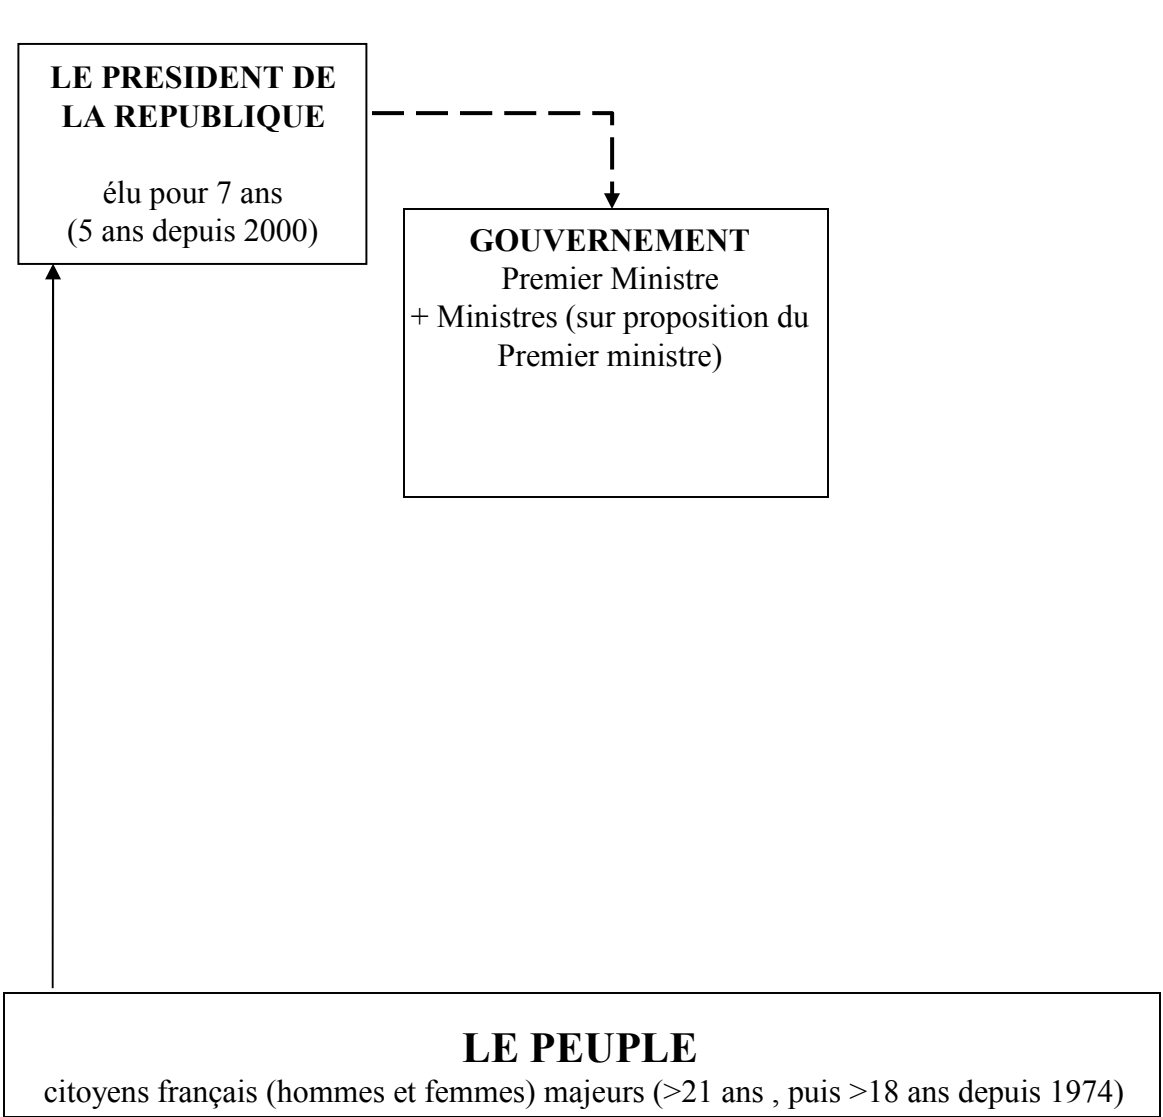 LE PRESIDENT DE
LA REPUBLIQUE
élu pour 7 ans
(5 ans depuis 2000)
GOUVERNEMENT
Premier Ministre
+ Ministres (sur proposition du
Premier ministre)
LE PEUPLE
citoyens français (hommes et femmes) majeurs (>21 ans , puis >18 ans depuis 1974)